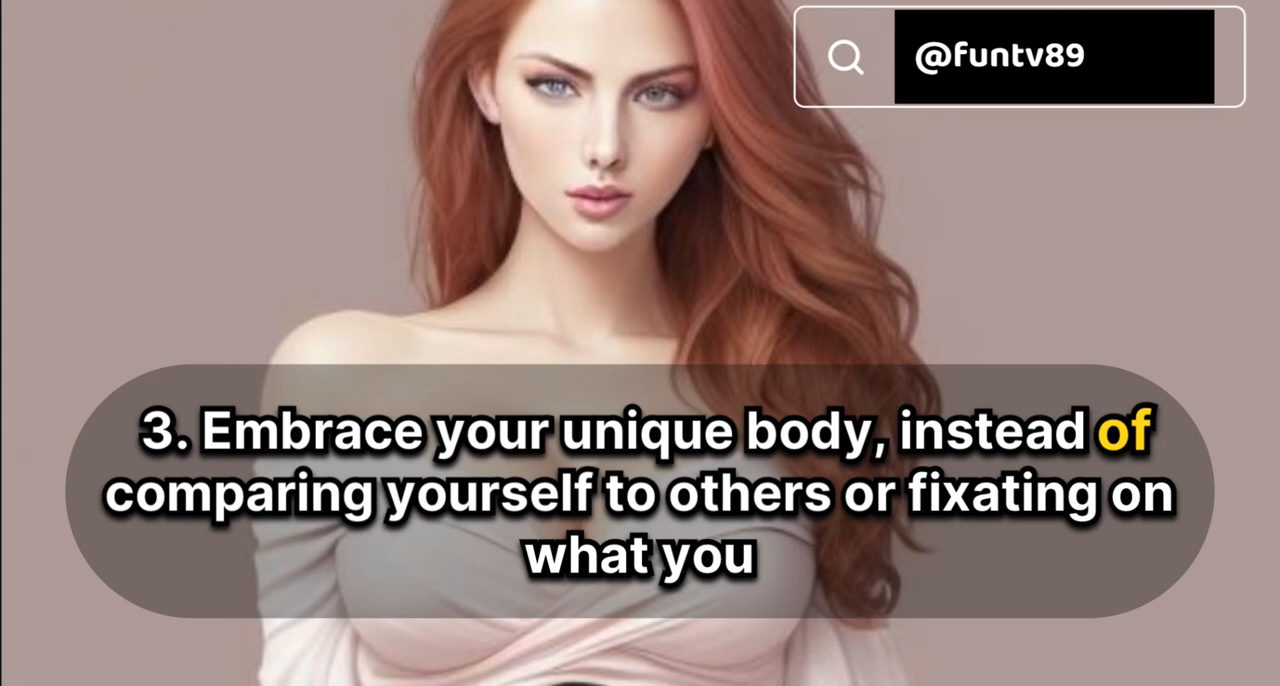 @funtv89
3. Embrace your unique body, instead of
comparing yourself to others or fixating on
what you